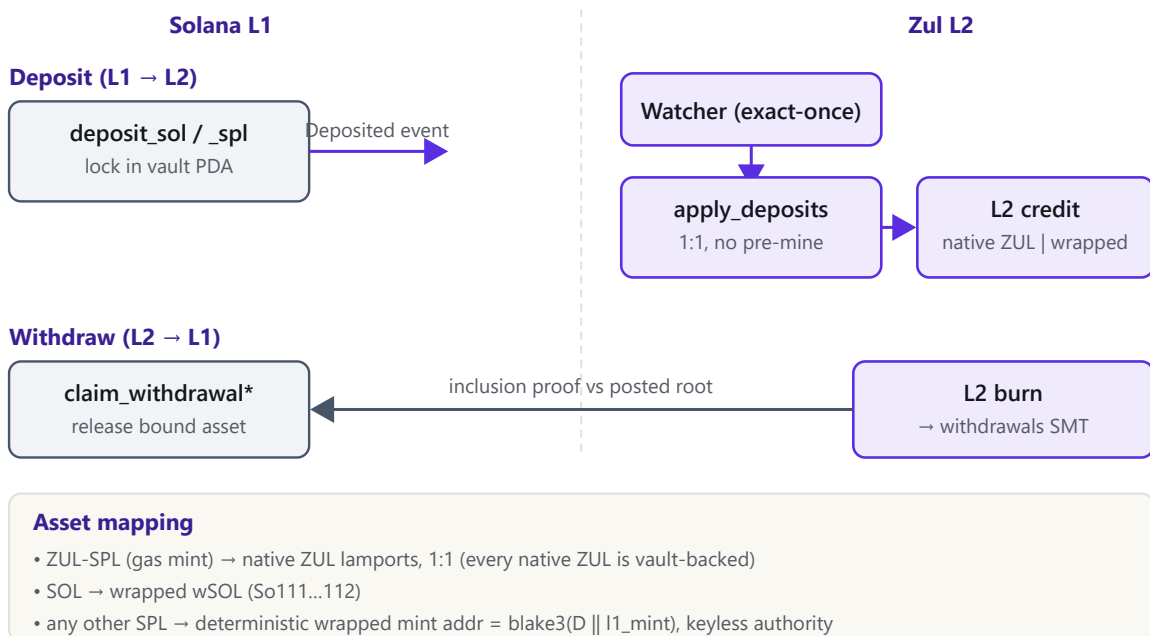 Solana L1
Zul L2
Deposit (L1 → L2)
deposit_sol / _spl
lock in vault PDA
Deposited event
Watcher (exact-once)
apply_deposits
1:1, no pre-mine
L2 credit
native ZUL | wrapped
Withdraw (L2 → L1)
claim_withdrawal*
release bound asset
inclusion proof vs posted root
L2 burn
→ withdrawals SMT
Asset mapping
• ZUL-SPL (gas mint) → native ZUL lamports, 1:1 (every native ZUL is vault-backed)
• SOL → wrapped wSOL (So111…112)
• any other SPL → deterministic wrapped mint addr = blake3(D || l1_mint), keyless authority